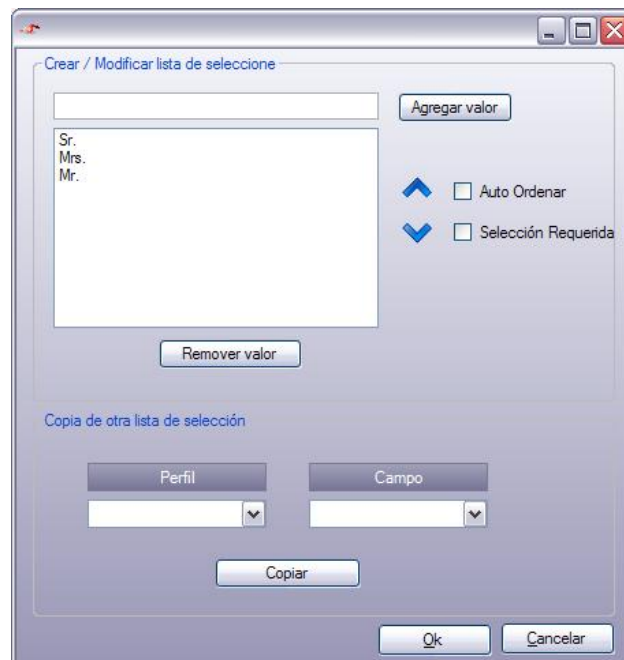 Crear / Modificar lista de seleccione
Agregar valor
Sr.
Mrs.
Mr.
Auto Ordenar
Selección Requerida
Remover valor
Copia de otra lista de selección
Perfil
Campo
Copiar
Ok
Cancelar